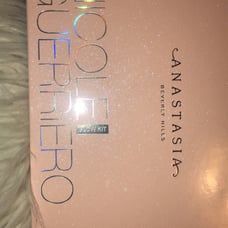 NICOLE
GUERRIERO
GLOW KIT
ANASTASIA
BEVERLY HILLS